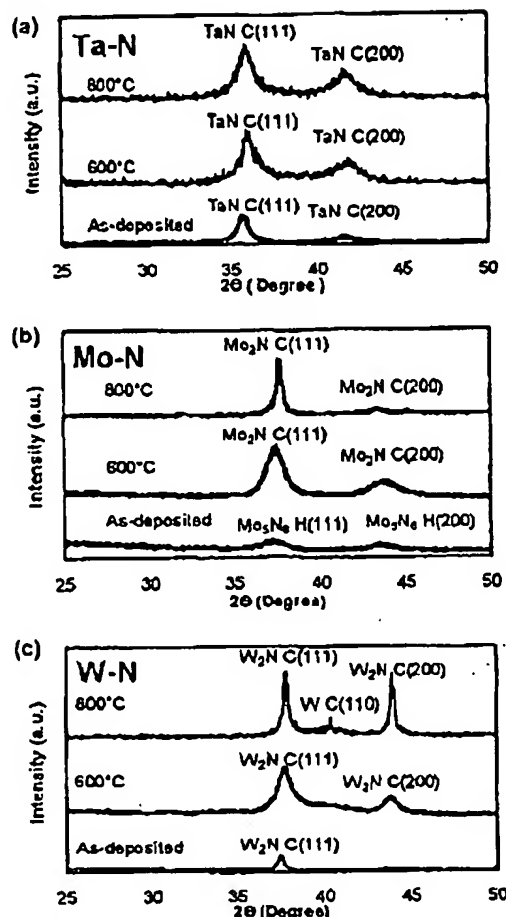 (a)
Ta-N
TaN C(111)
TaN C(200)
800°C
TaN C(111)
TaN C(200)
600°C
TaN C(111)
TaN C(200)
As-deposited
Intensity (a.u.)
25 30 35 40 45 50
2Θ (Degree)
(b)
Mo-N
Mo₂N C(111)
Mo₂N C(200)
800°C
Mo₂N C(111)
Mo₂N C(200)
600°C
As-deposited
Mo₅N₆ H(111)
Mo₅N₆ H(200)
Intensity (a.u.)
25 30 35 40 45 50
2Θ (Degree)
(c)
W-N
W₂N C(111)
W₂N C(200)
W C(110)
800°C
W₂N C(111)
W₂N C(200)
600°C
W₂N C(111)
As-deposited
Intensity (a.u.)
25 30 35 40 45 50
2Θ (Degree)